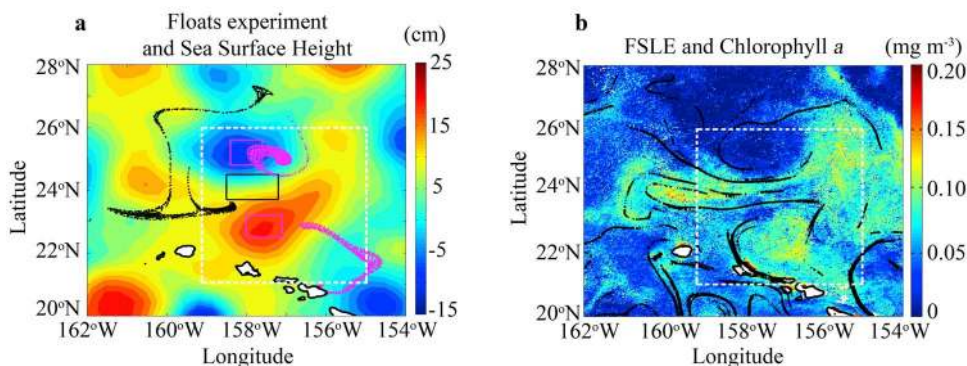 a
Floats experiment
and Sea Surface Height
(cm)
28°N
26°N
24°N
22°N
20°N
Latitude
162°W
160°W
158°W
156°W
154°W
Longitude
25
15
5
-5
-15
b
FSLE and Chlorophyll a
(mg m-3)
28°N
26°N
24°N
22°N
20°N
Latitude
162°W
160°W
158°W
156°W
154°W
Longitude
0.20
0.15
0.10
0.05
0